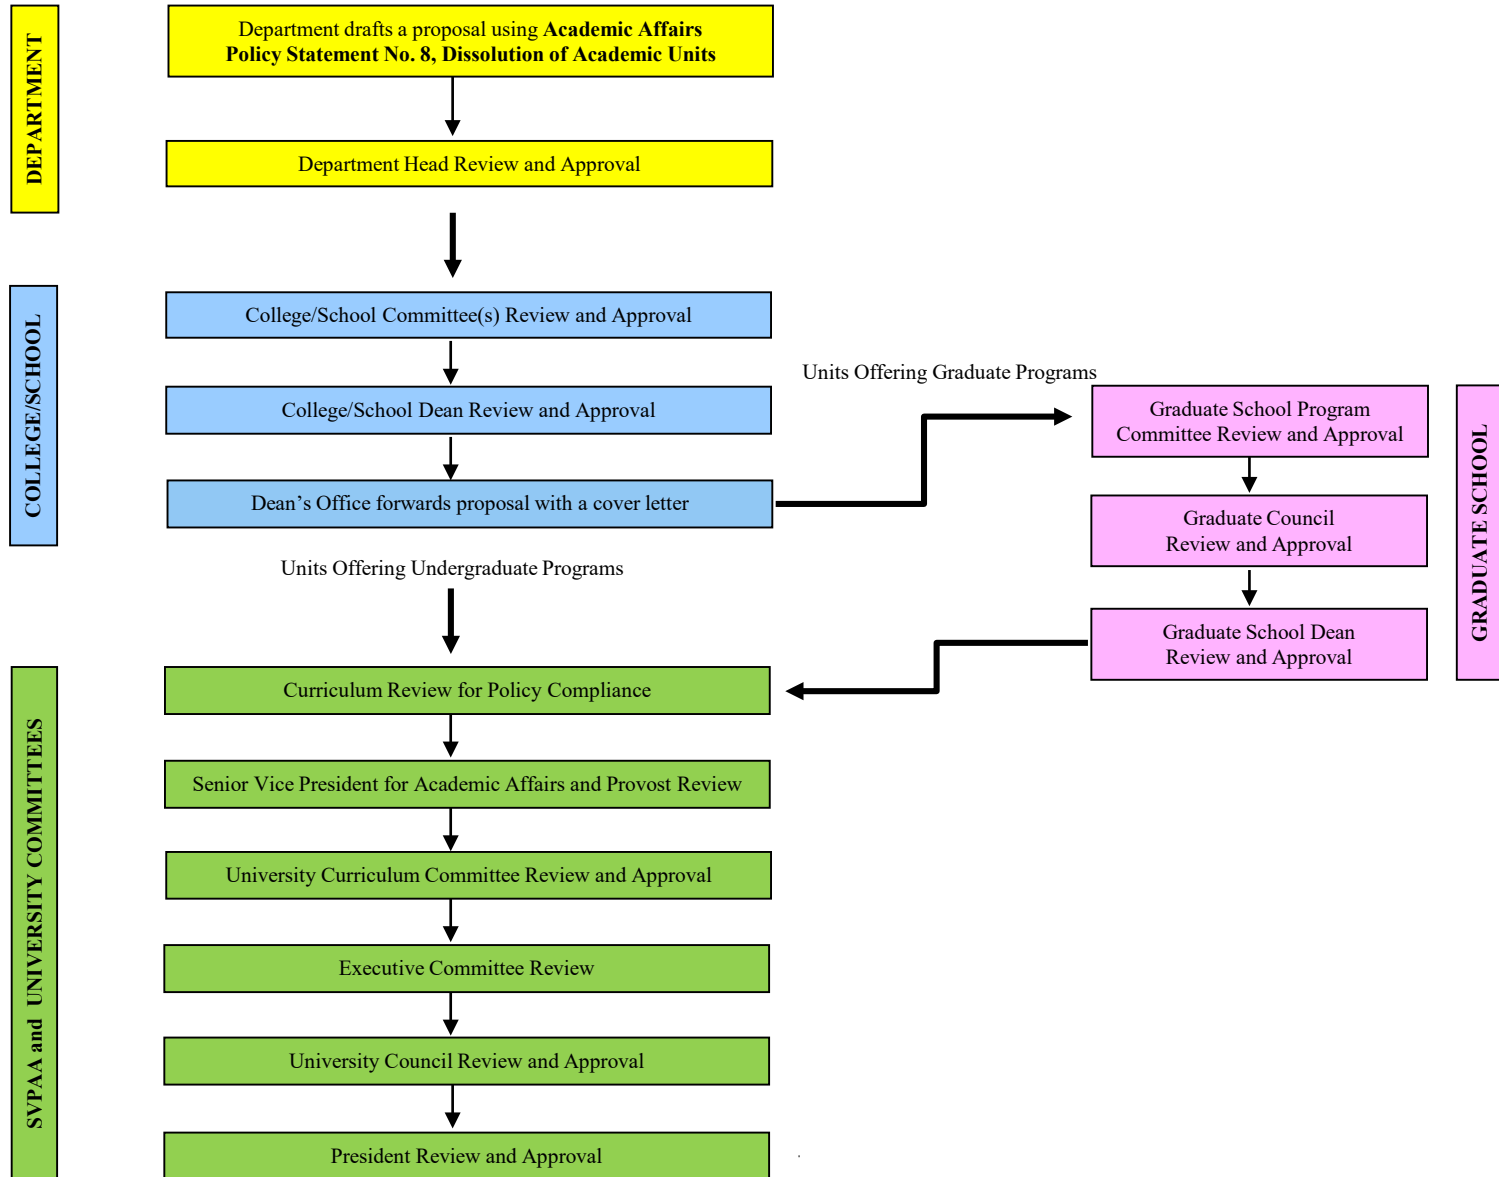 DEPARTMENT
Department drafts a proposal using Academic Affairs
Policy Statement No. 8, Dissolution of Academic Units
Department Head Review and Approval
COLLEGE/SCHOOL
College/School Committee(s) Review and Approval
College/School Dean Review and Approval
Dean’s Office forwards proposal with a cover letter
Units Offering Graduate Programs
GRADUATE SCHOOL
Graduate School Program
Committee Review and Approval
Graduate Council
Review and Approval
Graduate School Dean
Review and Approval
Units Offering Undergraduate Programs
SVPAA and UNIVERSITY COMMITTEES
Curriculum Review for Policy Compliance
Senior Vice President for Academic Affairs and Provost Review
University Curriculum Committee Review and Approval
Executive Committee Review
University Council Review and Approval
President Review and Approval